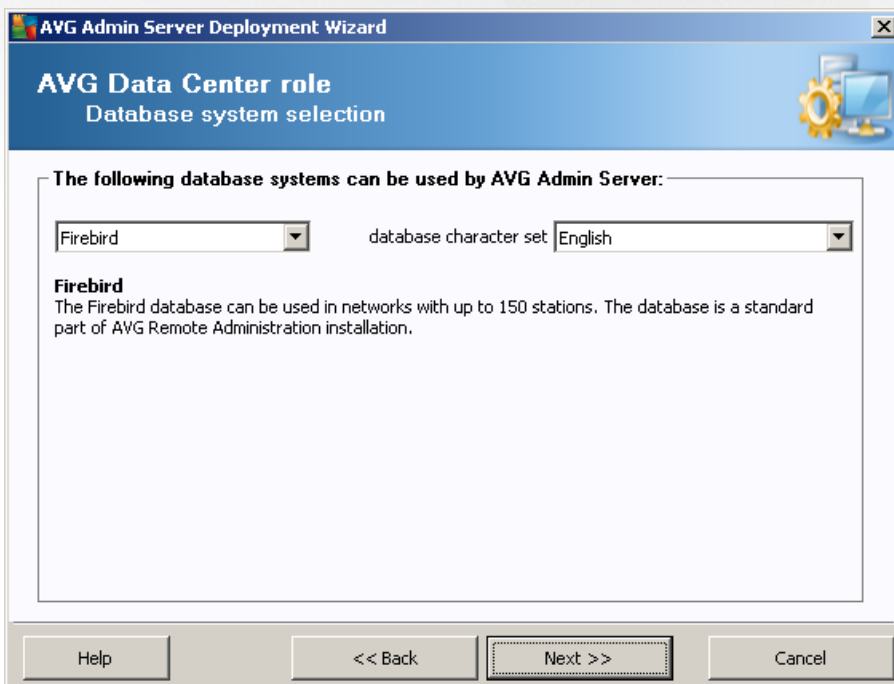 AVG Admin Server Deployment Wizard
AVG Data Center role
Database system selection
The following database systems can be used by AVG Admin Server:
Firebird
database character set English
Firebird
The Firebird database can be used in networks with up to 150 stations. The database is a standard
part of AVG Remote Administration installation.
Help
<< Back
Next >>
Cancel